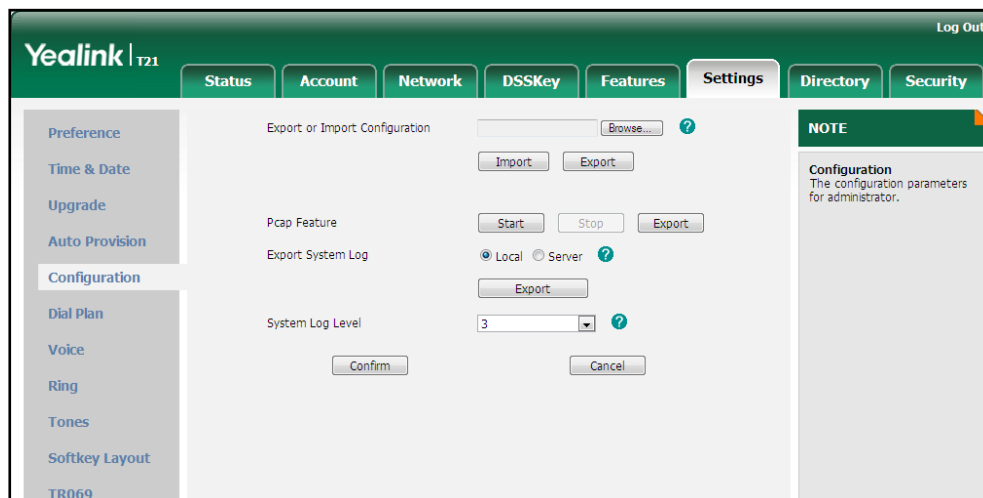 Log Out
Yealink | T21
Status Account Network DSSKey Features Settings Directory Security
Preference
Time & Date
Upgrade
Auto Provision
Configuration
Dial Plan
Voice
Ring
Tones
Softkey Layout
TR069
Export or Import Configuration Browse... ?
Import Export
Pcap Feature Start Stop Export
Export System Log Local Server ?
Export
System Log Level 3 ?
Confirm Cancel
NOTE
Configuration
The configuration parameters
for administrator.